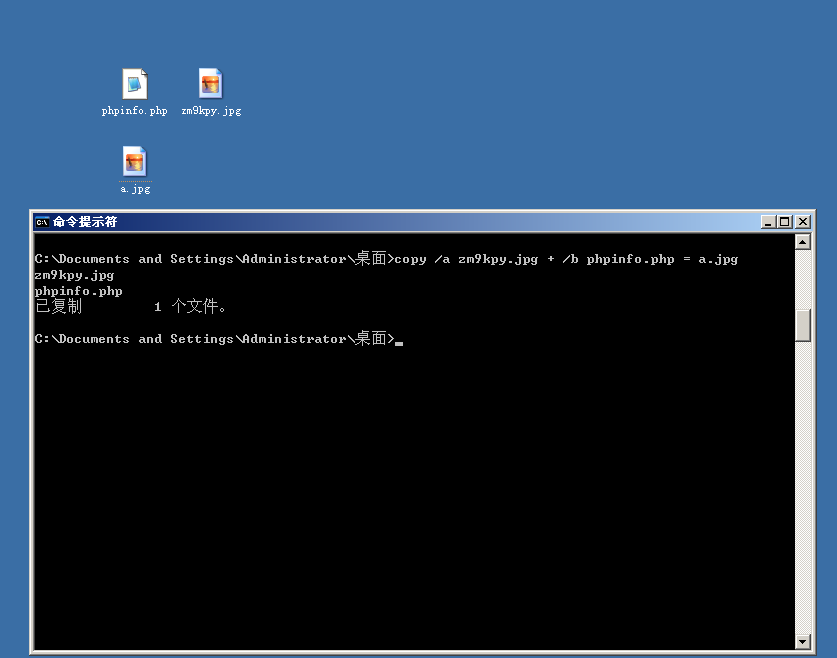 phpinfo.php
zm9kpy.jpg
a.jpg
命令提示符
C:\Documents and Settings\Administrator\桌面>copy /a zm9kpy.jpg + /b phpinfo.php = a.jpg
zm9kpy.jpg
phpinfo.php
已复制         1 个文件。
C:\Documents and Settings\Administrator\桌面>